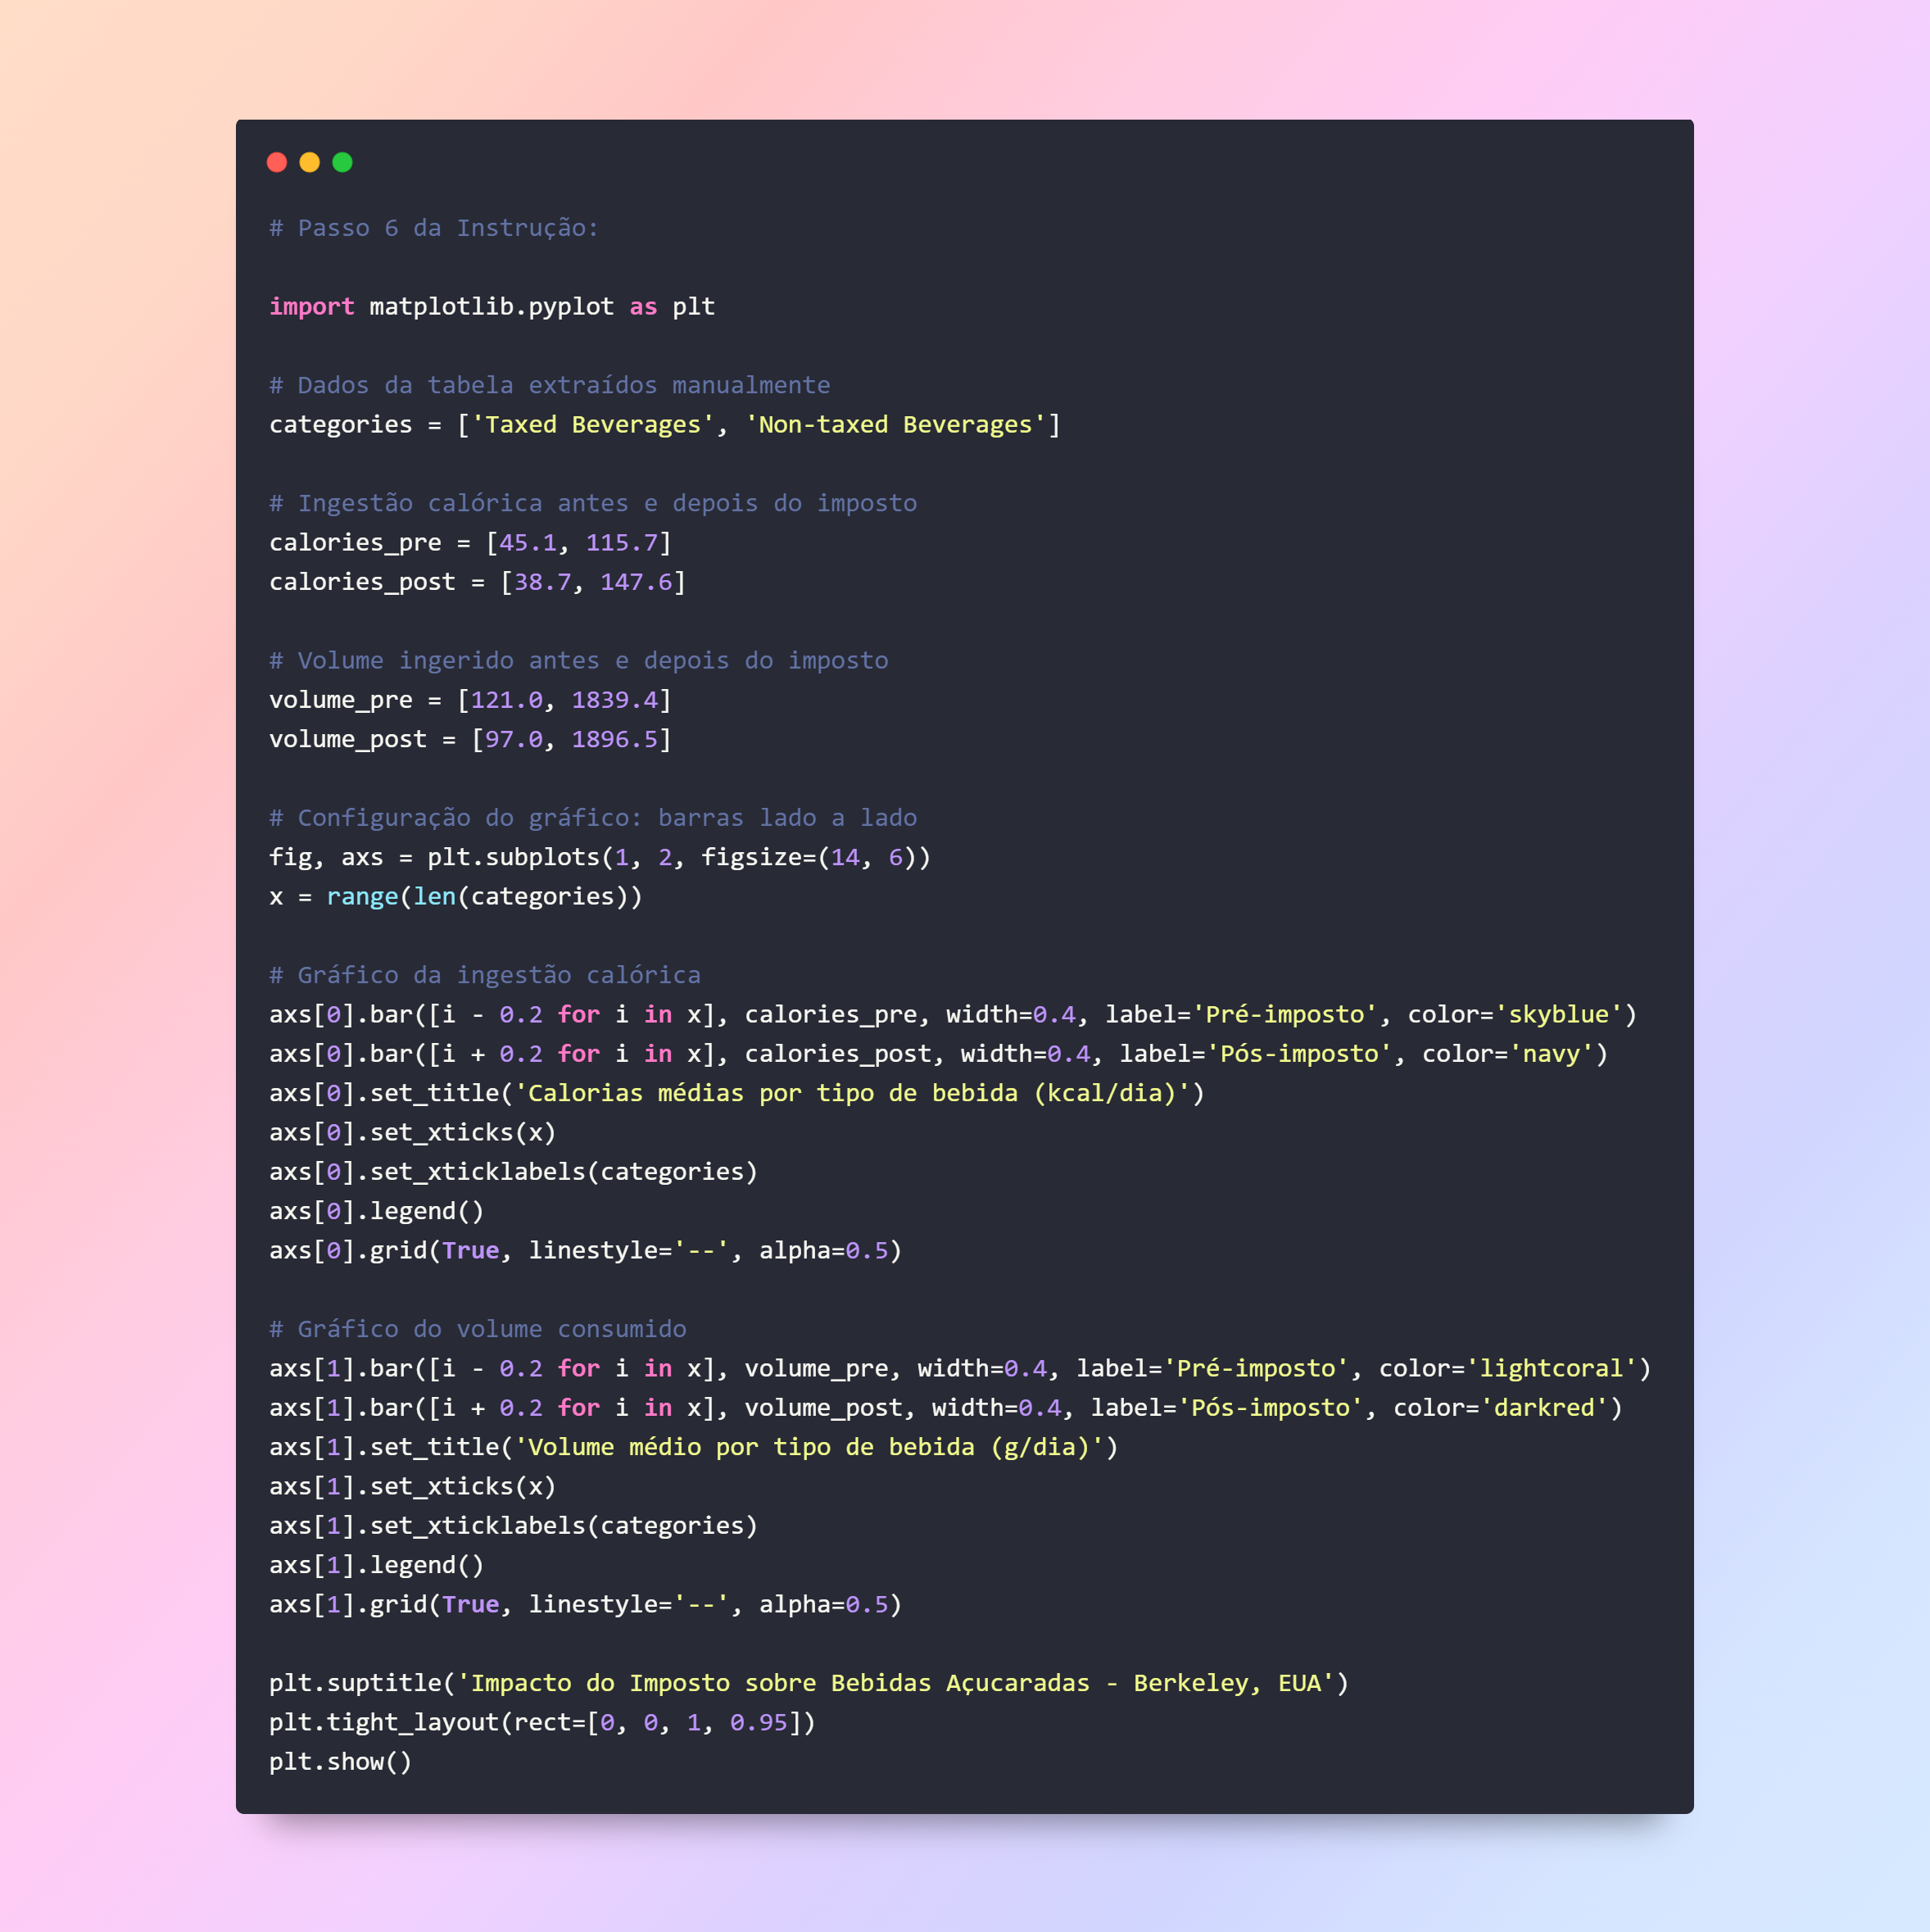 # Passo 6 da Instrução:
import matplotlib.pyplot as plt
# Dados da tabela extraídos manualmente
categories = ['Taxed Beverages', 'Non-taxed Beverages']
# Ingestão calórica antes e depois do imposto
calories_pre = [45.1, 115.7]
calories_post = [38.7, 147.6]
# Volume ingerido antes e depois do imposto
volume_pre = [121.0, 1839.4]
volume_post = [97.0, 1896.5]
# Configuração do gráfico: barras lado a lado
fig, axs = plt.subplots(1, 2, figsize=(14, 6))
x = range(len(categories))
# Gráfico da ingestão calórica
axs[0].bar([i - 0.2 for i in x], calories_pre, width=0.4, label='Pré-imposto', color='skyblue')
axs[0].bar([i + 0.2 for i in x], calories_post, width=0.4, label='Pós-imposto', color='navy')
axs[0].set_title('Calorias médias por tipo de bebida (kcal/dia)')
axs[0].set_xticks(x)
axs[0].set_xticklabels(categories)
axs[0].legend()
axs[0].grid(True, linestyle='--', alpha=0.5)
# Gráfico do volume consumido
axs[1].bar([i - 0.2 for i in x], volume_pre, width=0.4, label='Pré-imposto', color='lightcoral')
axs[1].bar([i + 0.2 for i in x], volume_post, width=0.4, label='Pós-imposto', color='darkred')
axs[1].set_title('Volume médio por tipo de bebida (g/dia)')
axs[1].set_xticks(x)
axs[1].set_xticklabels(categories)
axs[1].legend()
axs[1].grid(True, linestyle='--', alpha=0.5)
plt.suptitle('Impacto do Imposto sobre Bebidas Açucaradas - Berkeley, EUA')
plt.tight_layout(rect=[0, 0, 1, 0.95])
plt.show()